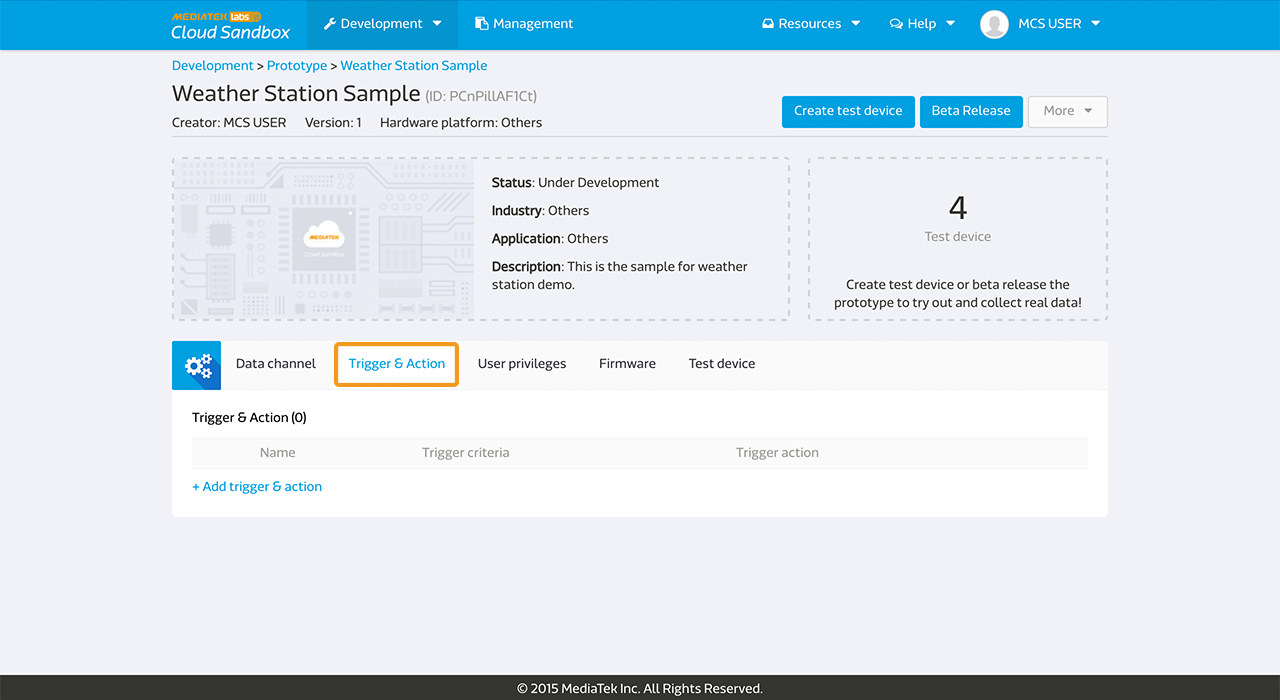 MEDIATEK labs
Cloud Sandbox
Development
Management
Resources
Help
MCS USER
Development > Prototype > Weather Station Sample
Weather Station Sample (ID: PCnPillAF1Ct)
Creator: MCS USER Version: 1 Hardware platform: Others
Create test device
Beta Release
More
MEDIATEK
Cloud Sandbox
Status: Under Development
Industry: Others
Application: Others
Description: This is the sample for weather
station demo.
4
Test device
Create test device or beta release the
prototype to try out and collect real data!
Data channel
Trigger & Action
User privileges
Firmware
Test device
Trigger & Action (0)
Name
Trigger criteria
Trigger action
+ Add trigger & action
© 2015 MediaTek Inc. All Rights Reserved.